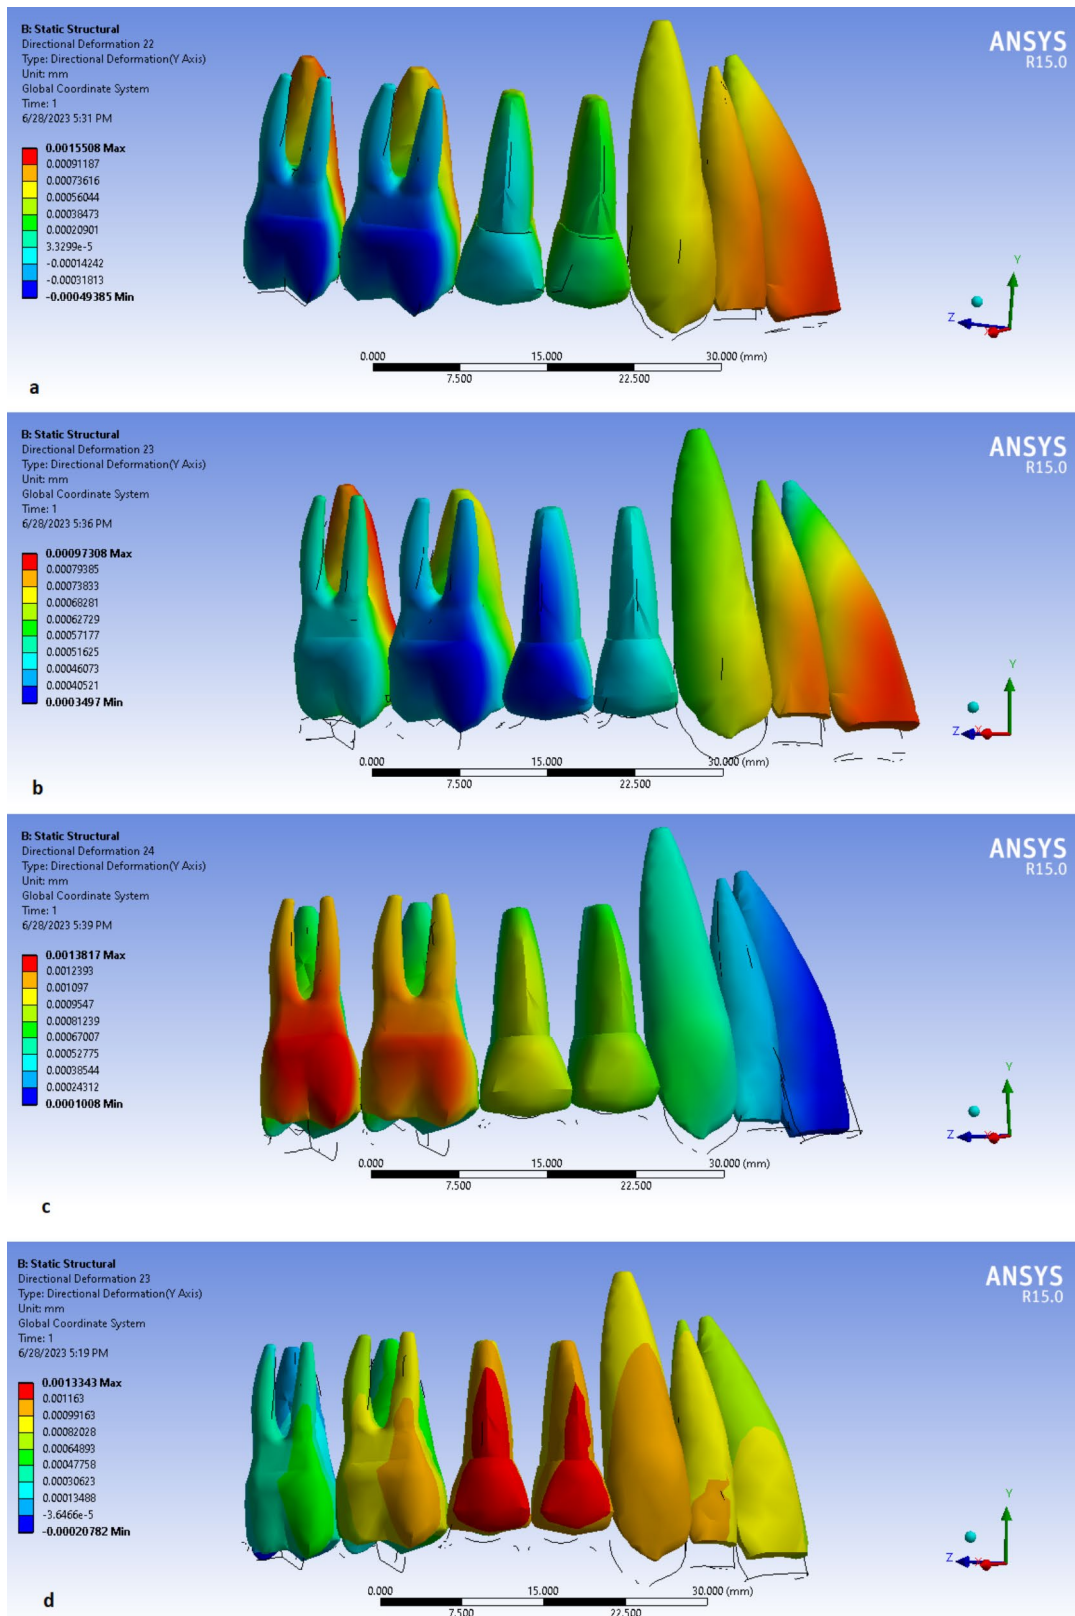 B: Static Structural
Directional Deformation 22
Type: Directional Deformation(Y Axis)
Unit: mm
Global Coordinate System
Time: 1
6/28/2023 5:31 PM
0.0015508 Max
0.00091187
0.00073616
0.00056044
0.00038473
0.00020901
3.3299e-5
-0.00014242
-0.00031813
-0.00049385 Min
ANSYS
R15.0
Y
Z
0.000 15.000 30.000 (mm)
7.500 22.500
a
B: Static Structural
Directional Deformation 23
Type: Directional Deformation(Y Axis)
Unit: mm
Global Coordinate System
Time: 1
6/28/2023 5:36 PM
0.00097308 Max
0.00079385
0.00073833
0.00068281
0.00062729
0.00057177
0.00051625
0.00046073
0.00040521
0.0003497 Min
ANSYS
R15.0
Y
Z X
0.000 15.000 30.000 (mm)
7.500 22.500
b
B: Static Structural
Directional Deformation 24
Type: Directional Deformation(Y Axis)
Unit: mm
Global Coordinate System
Time: 1
6/28/2023 5:39 PM
0.0013817 Max
0.0012393
0.001097
0.0009547
0.00081239
0.00067007
0.00052775
0.00038544
0.00024312
0.0001008 Min
ANSYS
R15.0
Y
Z X
0.000 15.000 30.000 (mm)
7.500 22.500
c
B: Static Structural
Directional Deformation 23
Type: Directional Deformation(Y Axis)
Unit: mm
Global Coordinate System
Time: 1
6/28/2023 5:19 PM
0.0013343 Max
0.001163
0.00099163
0.00082028
0.00064893
0.00047758
0.00030623
0.00013488
-3.6466e-5
-0.00020782 Min
ANSYS
R15.0
Y
Z X
0.000 15.000 30.000 (mm)
7.500 22.500
d